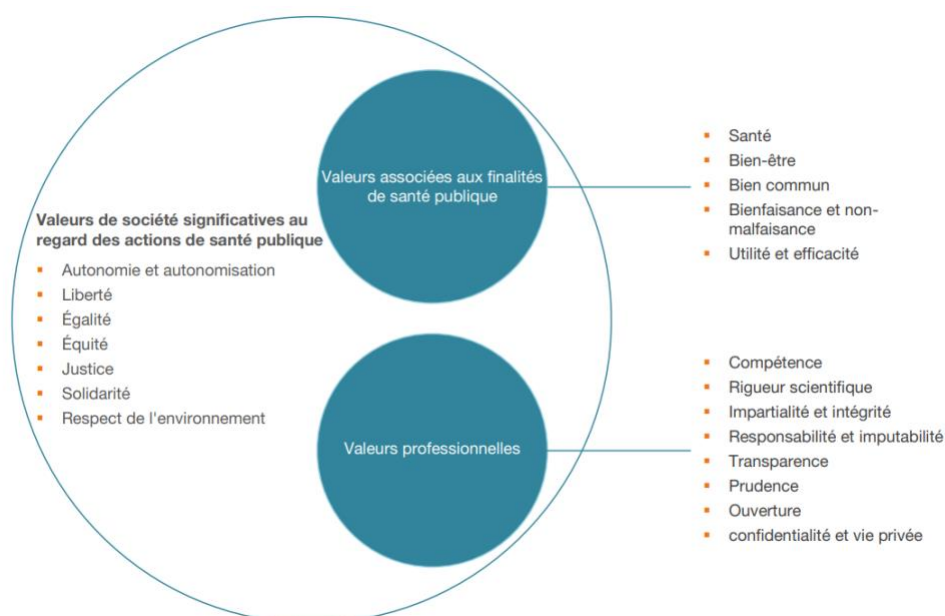 Valeurs de société significatives au
regard des actions de santé publique
Autonomie et autonomisation
Liberté
Égalité
Équité
Justice
Solidarité
Respect de l'environnement
Valeurs associées aux finalités
de santé publique
Santé
Bien-être
Bien commun
Bienfaisance et non-
malfaisance
Utilité et efficacité
Valeurs professionnelles
Compétence
Rigueur scientifique
Impartialité et intégrité
Responsabilité et imputabilité
Transparence
Prudence
Ouverture
confidentialité et vie privée